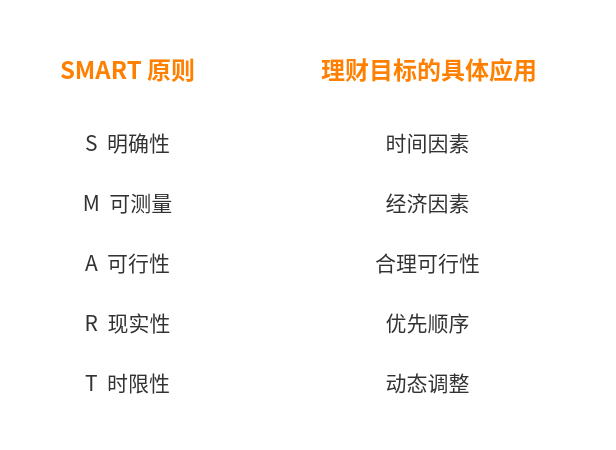 SMART 原则 理财目标的具体应用
S 明确性 时间因素
M 可测量 经济因素
A 可行性 合理可行性
R 现实性 优先顺序
T 时限性 动态调整